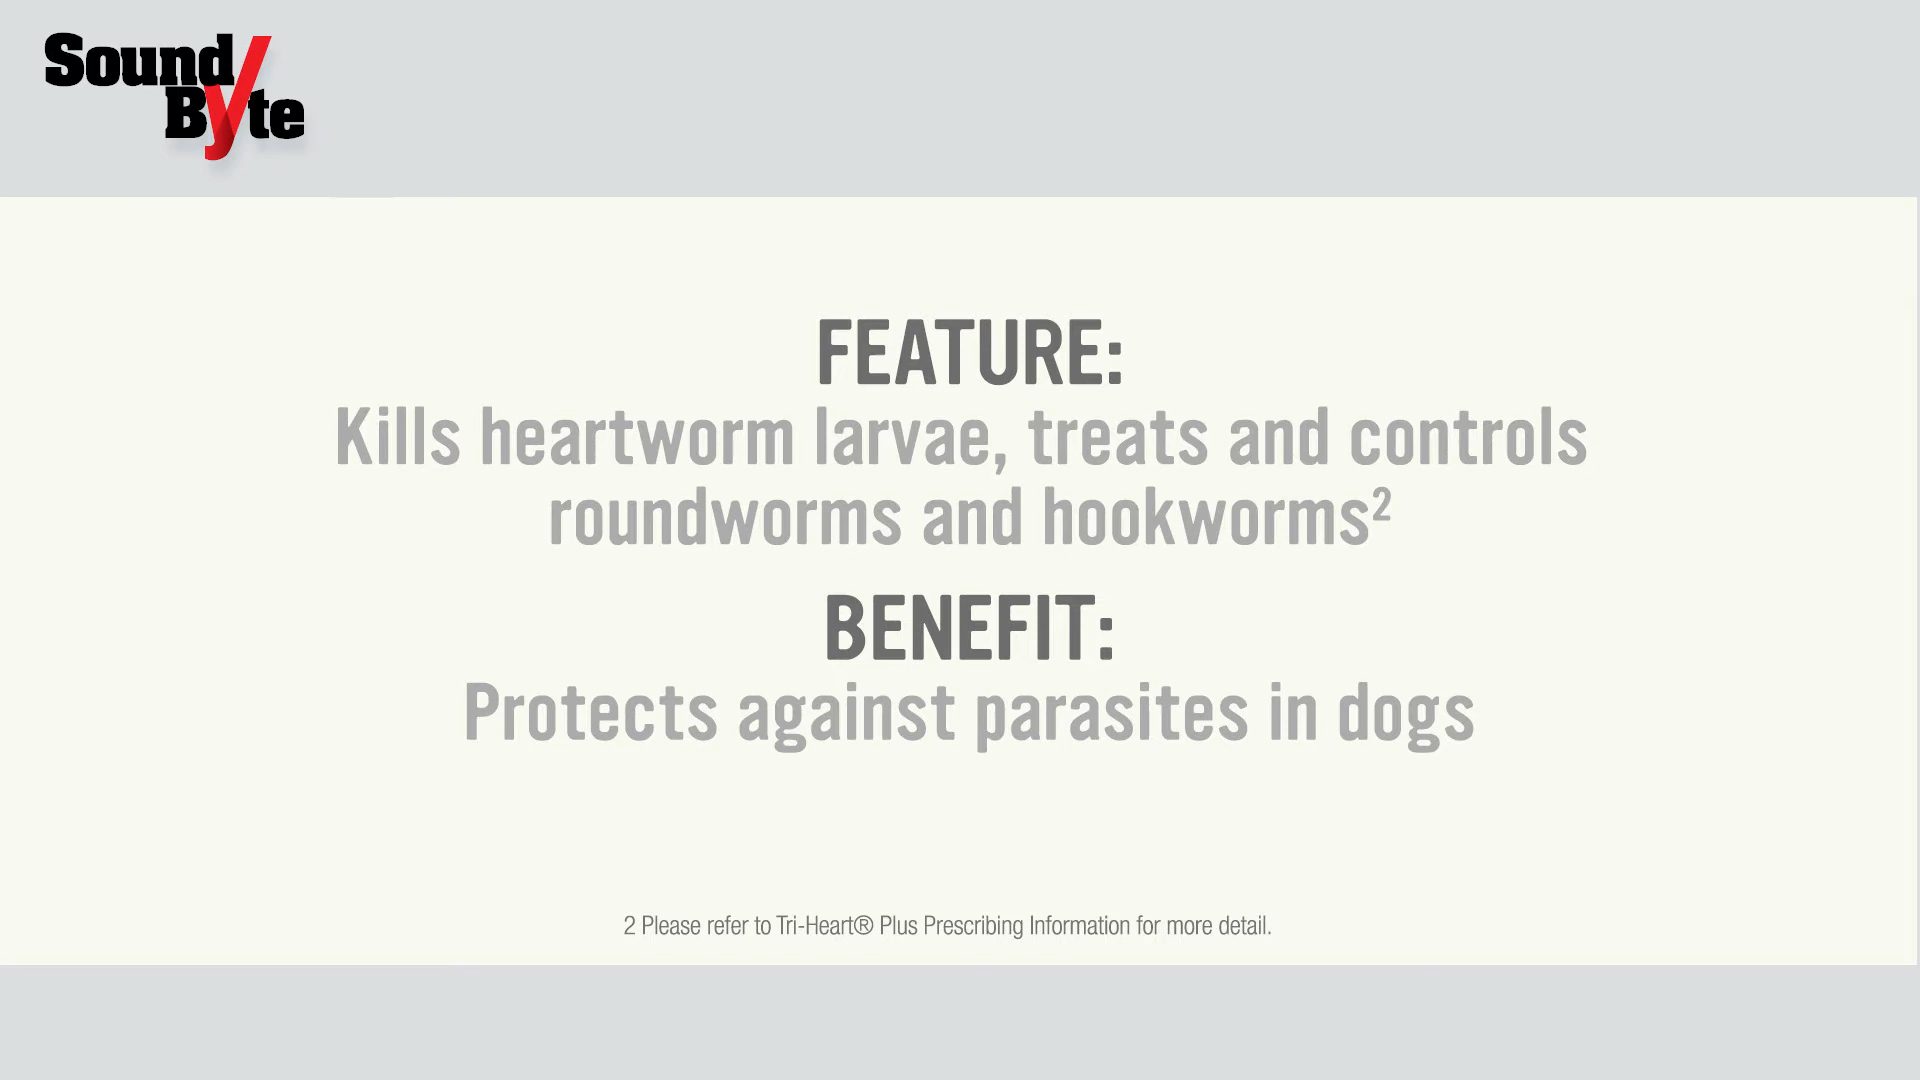 Sound
Byte
FEATURE:
Kills heartworm larvae, treats and controls
roundworms and hookworms²
BENEFIT:
Protects against parasites in dogs
2 Please refer to Tri-Heart® Plus Prescribing Information for more detail.